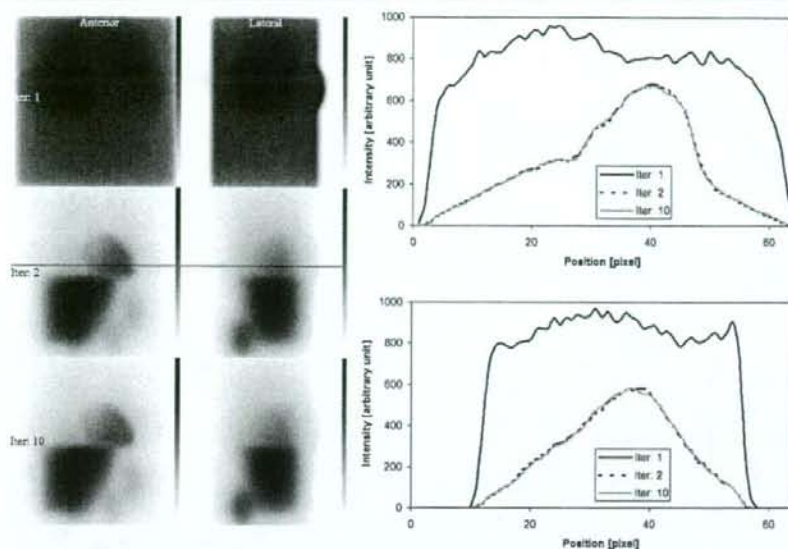 Anterior
Lateral
Iter: 1
Iter: 2
Iter: 10
Intensity [arbitrary unit]
1000
800
600
400
200
0
Iter. 1
Iter. 2
Iter. 10
0
20
40
60
Position [pixel]
Intensity [arbitrary unit]
1000
800
600
400
200
0
Iter. 1
Iter. 2
Iter. 10
0
20
40
60
Position [pixel]